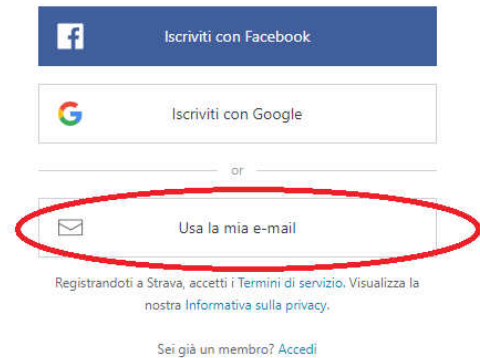 Iscriviti con Facebook
Iscriviti con Google
or
Usa la mia e-mail
Registrandoti a Strava, accetti i Termini di servizio. Visualizza la
nostra Informativa sulla privacy.
Sei già un membro? Accedi